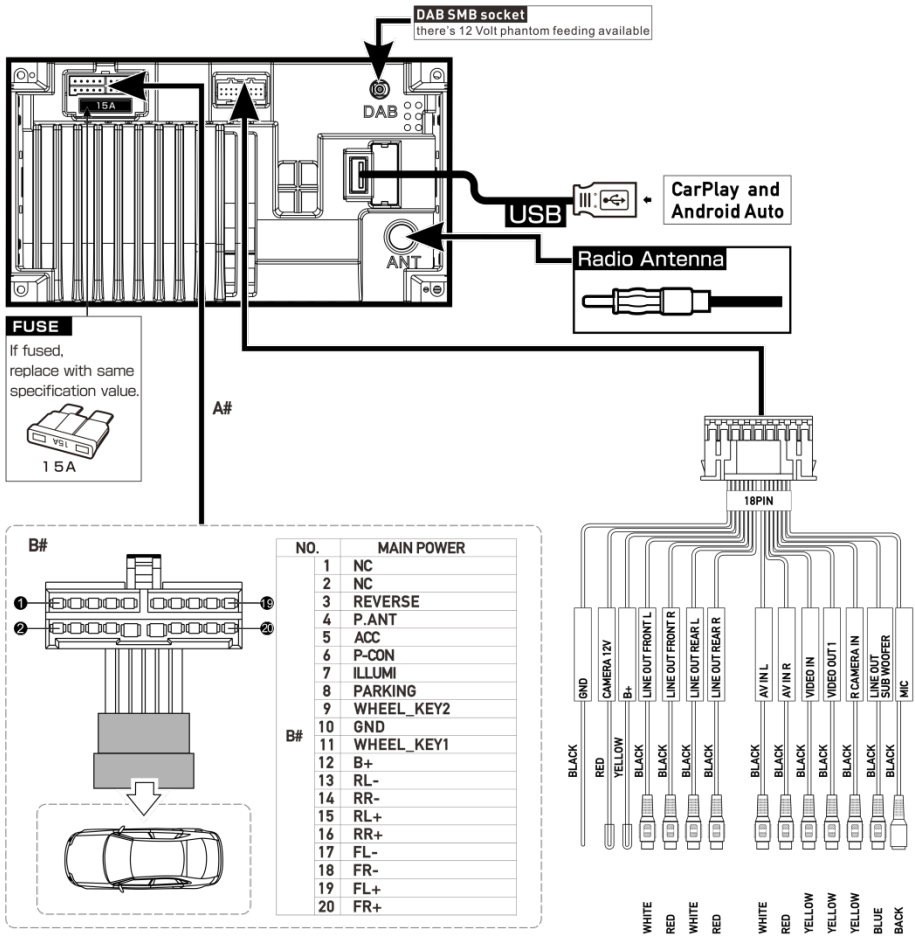 DAB SMB socket
there's 12 Volt phantom feeding available
15A
DAB
USB
CarPlay and
Android Auto
ANT
Radio Antenna
FUSE
If fused,
replace with same
specification value.
15A
15A
A#
18PIN
B#
1
19
2
20
NO. MAIN POWER
B#
1 NC
2 NC
3 REVERSE
4 P.ANT
5 ACC
6 P-CON
7 ILLUMI
8 PARKING
9 WHEEL_KEY2
10 GND
11 WHEEL_KEY1
12 B+
13 RL-
14 RR-
15 RL+
16 RR+
17 FL-
18 FR-
19 FL+
20 FR+
GND
CAMERA 12V
B+
LINE OUT FRONT L
LINE OUT FRONT R
LINE OUT REAR L
LINE OUT REAR R
AV IN L
AV IN R
VIDEO IN
VIDEO OUT 1
R CAMERA IN
LINE OUT
SUB WOOFER
MIC
BLACK
RED
YELLOW
BLACK
BLACK
BLACK
BLACK
BLACK
BLACK
BLACK
BLACK
BLACK
BLACK
BLACK
WHITE
RED
WHITE
RED
WHITE
RED
YELLOW
YELLOW
YELLOW
BLUE
BACK